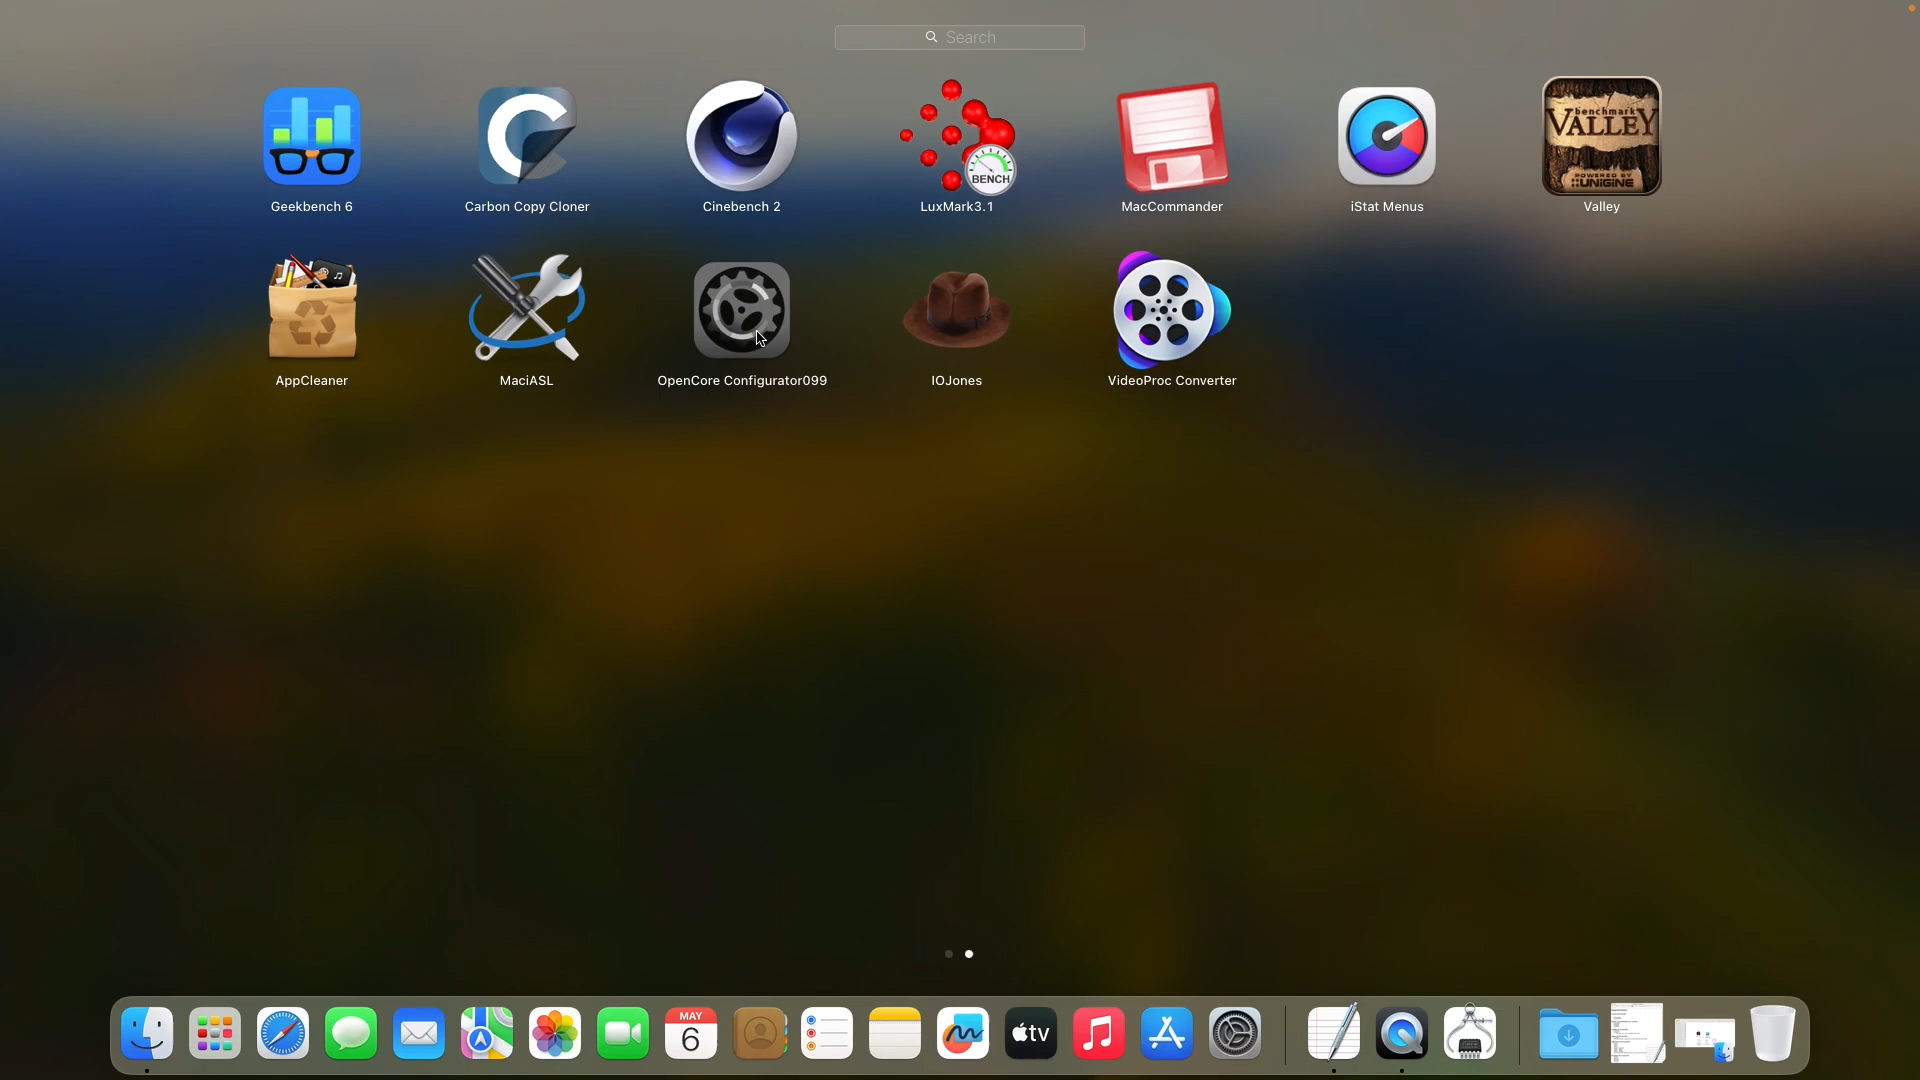 Search
Geekbench 6
Carbon Copy Cloner
Cinebench 2
LuxMark3.1
MacCommander
iStat Menus
Valley
BENCH
benchmark
VALLEY
POWERED BY
UNIGINE
AppCleaner
MaciASL
OpenCore Configurator099
IOJones
VideoProc Converter
MAY
6
tv